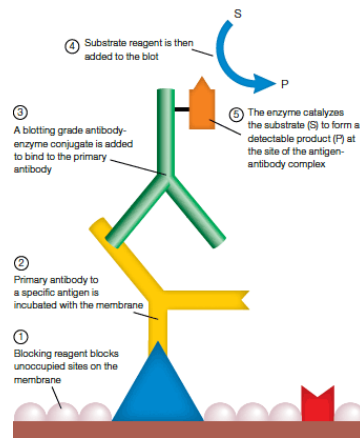 S
④ Substrate reagent is then
added to the blot
P
③
A blotting grade antibody-
enzyme conjugate is added
to bind to the primary
antibody
⑤ The enzyme catalyzes
the substrate (S) to form a
detectable product (P) at
the site of the antigen-
antibody complex
②
Primary antibody to
a specific antigen is
incubated with the membrane
①
Blocking reagent blocks
unoccupied sites on
the membrane